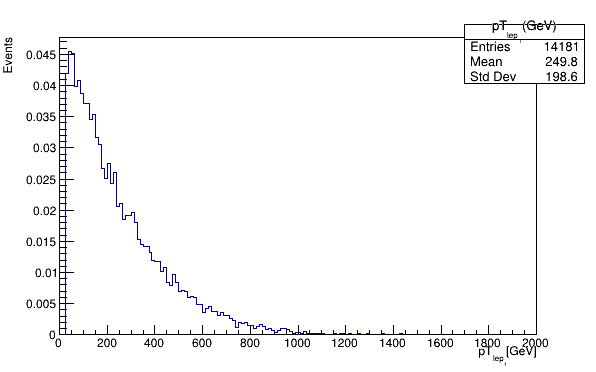 pT_lep_1 (GeV)
Entries 14181
Mean 249.8
Std Dev 198.6
Events
0.045
0.04
0.035
0.03
0.025
0.02
0.015
0.01
0.005
0
0 200 400 600 800 1000 1200 1400 1600 1800 2000
pT_lep_1 [GeV]